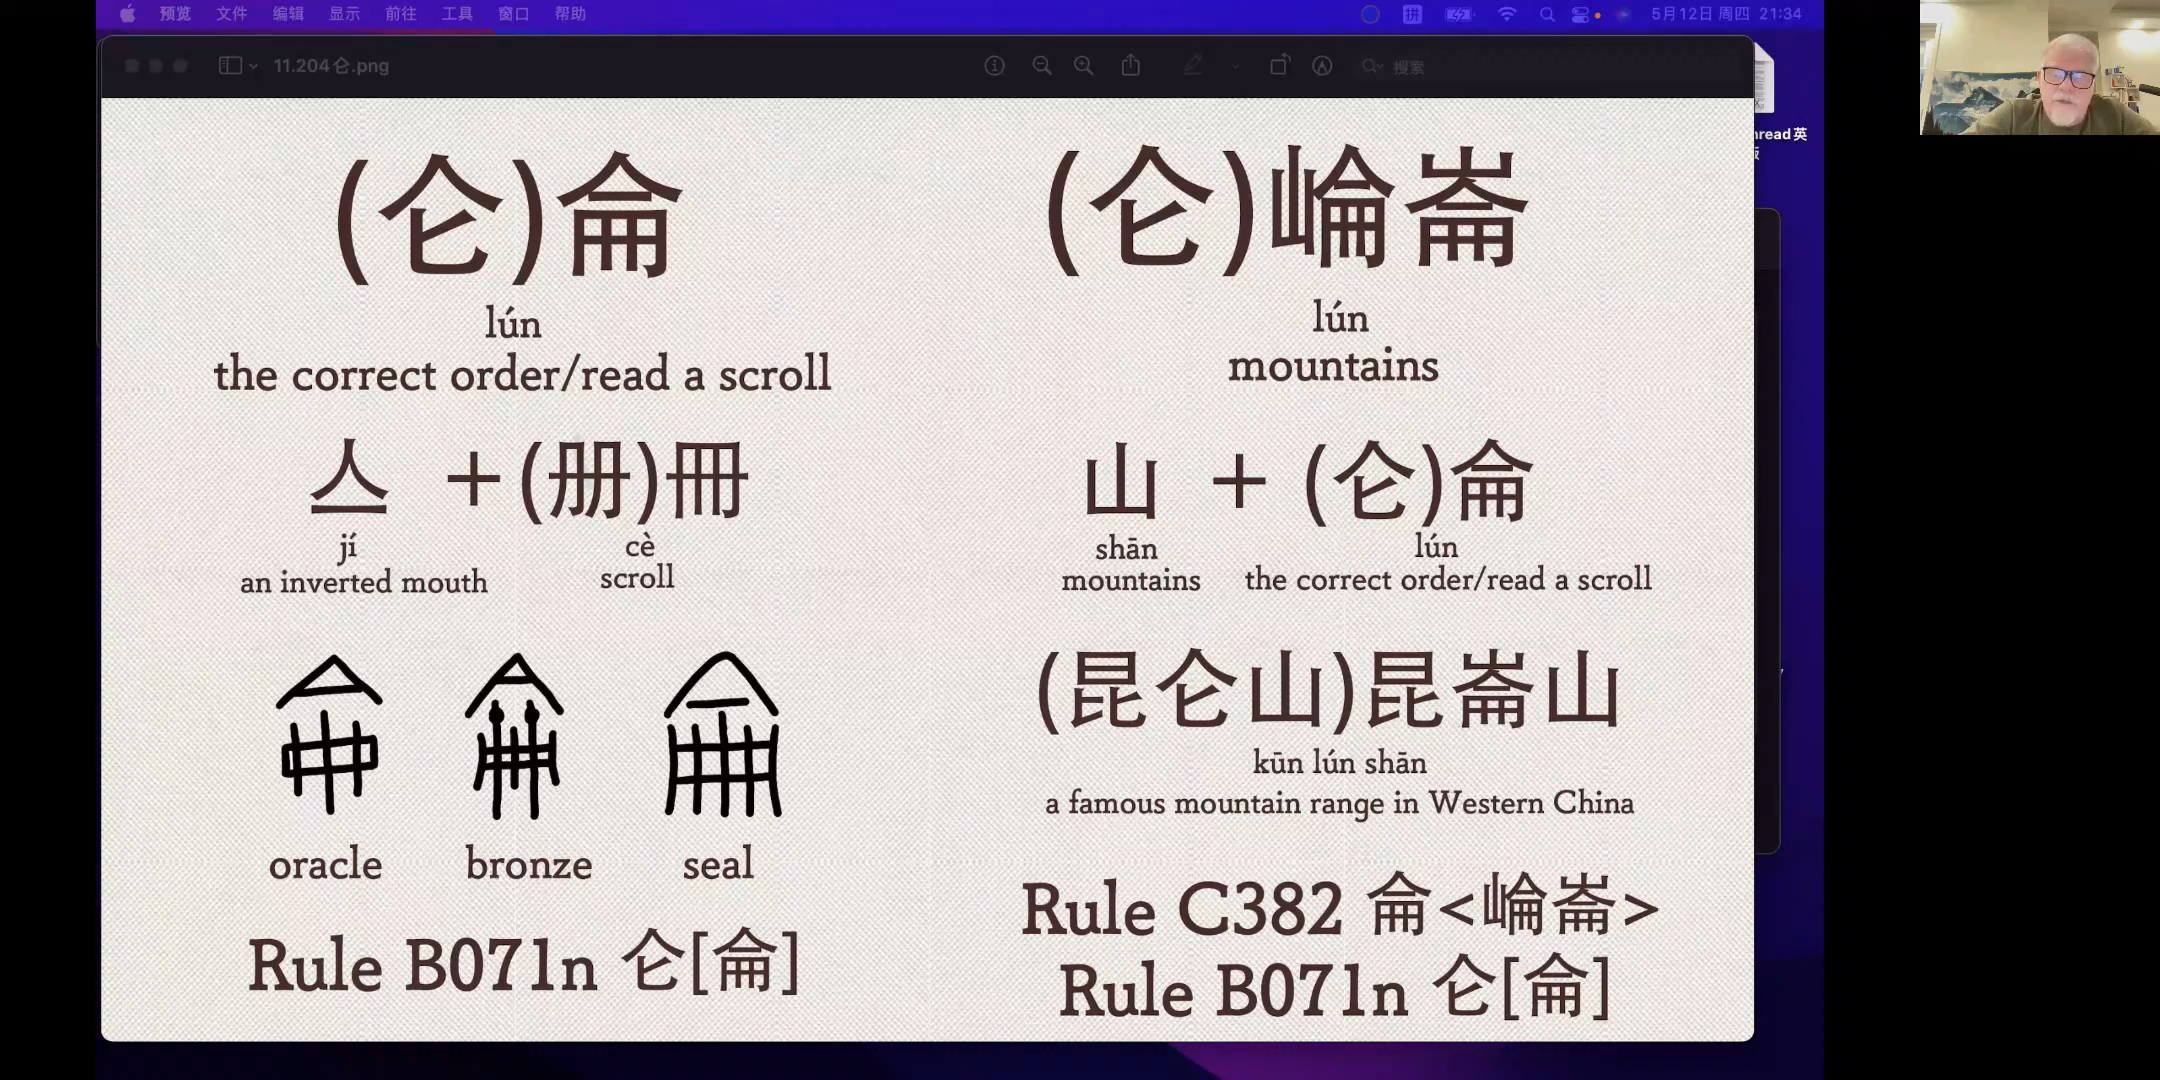 预览 文件 编辑 显示 前往 工具 窗口 帮助
拼 5月12日 周四 21:34
11.204仑.png
搜索
(仑)侖
lún
the correct order/read a scroll
亼 + (册)冊
jí cè
an inverted mouth scroll
oracle bronze seal
Rule B071n 仑[侖]
(仑)崘崙
lún
mountains
山 + (仑)侖
shān lún
mountains the correct order/read a scroll
(昆仑山)昆崙山
kūn lún shān
a famous mountain range in Western China
Rule C382 侖<崘崙>
Rule B071n 仑[侖]